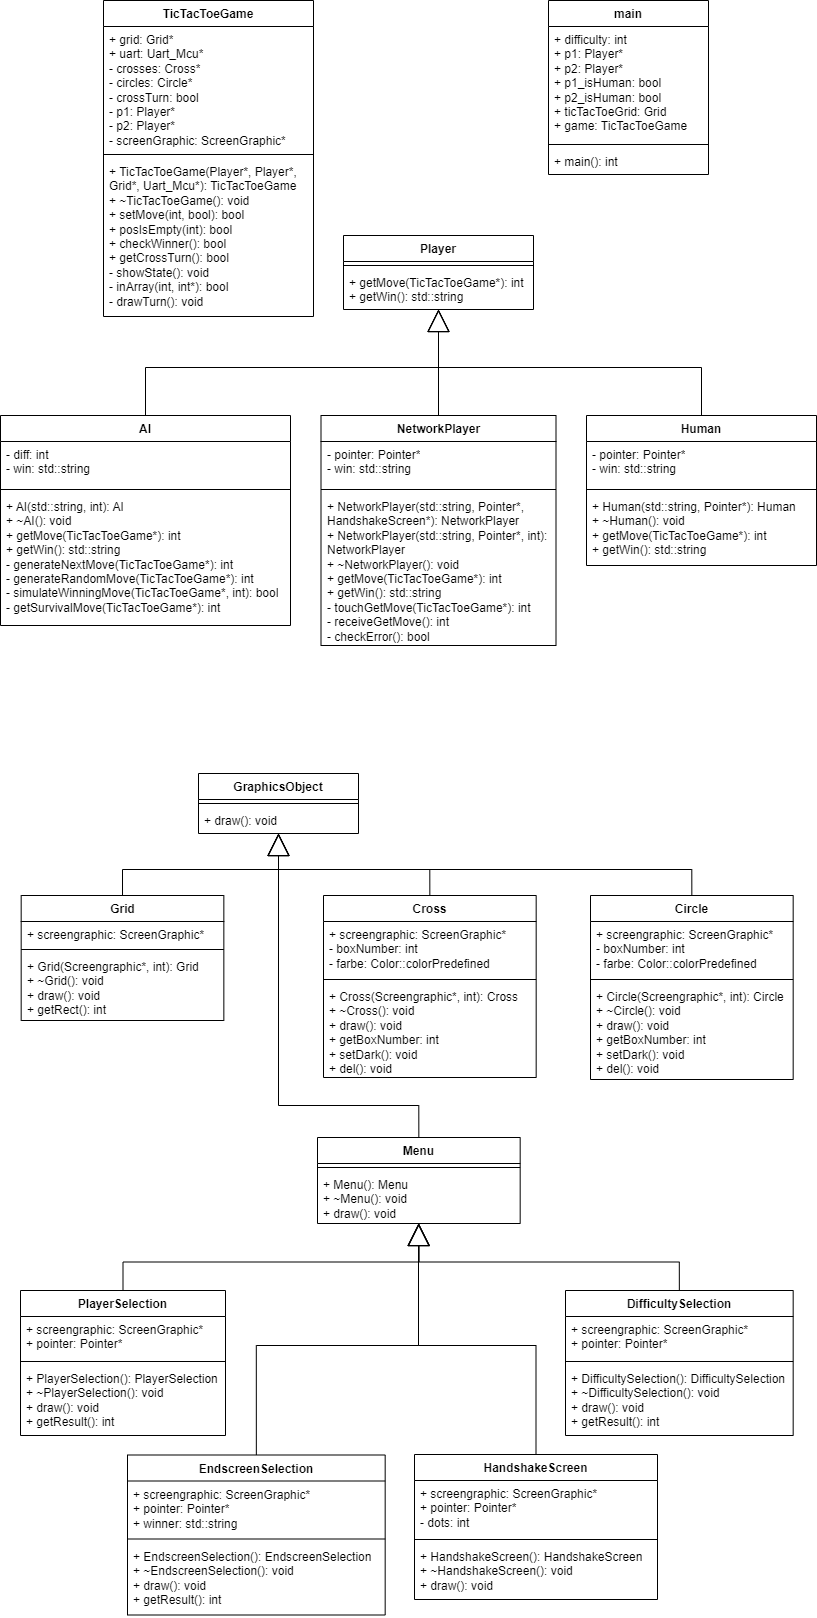 TicTacToeGame
+ grid: Grid*
+ uart: Uart_Mcu*
- crosses: Cross*
- circles: Circle*
- crossTurn: bool
- p1: Player*
- p2: Player*
- screenGraphic: ScreenGraphic*
+ TicTacToeGame(Player*, Player*,
Grid*, Uart_Mcu*): TicTacToeGame
+ ~TicTacToeGame(): void
+ setMove(int, bool): bool
+ posIsEmpty(int): bool
+ checkWinner(): bool
+ getCrossTurn(): bool
- showState(): void
- inArray(int, int*): bool
- drawTurn(): void
main
+ difficulty: int
+ p1: Player*
+ p2: Player*
+ p1_isHuman: bool
+ p2_isHuman: bool
+ ticTacToeGrid: Grid
+ game: TicTacToeGame
+ main(): int
Player
+ getMove(TicTacToeGame*): int
+ getWin(): std::string
AI
- diff: int
- win: std::string
+ AI(std::string, int): AI
+ ~AI(): void
+ getMove(TicTacToeGame*): int
+ getWin(): std::string
- generateNextMove(TicTacToeGame*): int
- generateRandomMove(TicTacToeGame*): int
- simulateWinningMove(TicTacToeGame*, int): bool
- getSurvivalMove(TicTacToeGame*): int
NetworkPlayer
- pointer: Pointer*
- win: std::string
+ NetworkPlayer(std::string, Pointer*,
HandshakeScreen*): NetworkPlayer
+ NetworkPlayer(std::string, Pointer*, int):
NetworkPlayer
+ ~NetworkPlayer(): void
+ getMove(TicTacToeGame*): int
+ getWin(): std::string
- touchGetMove(TicTacToeGame*): int
- receiveGetMove(): int
- checkError(): bool
Human
- pointer: Pointer*
- win: std::string
+ Human(std::string, Pointer*): Human
+ ~Human(): void
+ getMove(TicTacToeGame*): int
+ getWin(): std::string
GraphicsObject
+ draw(): void
Grid
+ screengraphic: ScreenGraphic*
+ Grid(Screengraphic*, int): Grid
+ ~Grid(): void
+ draw(): void
+ getRect(): int
Cross
+ screengraphic: ScreenGraphic*
- boxNumber: int
- farbe: Color::colorPredefined
+ Cross(Screengraphic*, int): Cross
+ ~Cross(): void
+ draw(): void
+ getBoxNumber: int
+ setDark(): void
+ del(): void
Circle
+ screengraphic: ScreenGraphic*
- boxNumber: int
- farbe: Color::colorPredefined
+ Circle(Screengraphic*, int): Circle
+ ~Circle(): void
+ draw(): void
+ getBoxNumber: int
+ setDark(): void
+ del(): void
Menu
+ Menu(): Menu
+ ~Menu(): void
+ draw(): void
PlayerSelection
+ screengraphic: ScreenGraphic*
+ pointer: Pointer*
+ PlayerSelection(): PlayerSelection
+ ~PlayerSelection(): void
+ draw(): void
+ getResult(): int
DifficultySelection
+ screengraphic: ScreenGraphic*
+ pointer: Pointer*
+ DifficultySelection(): DifficultySelection
+ ~DifficultySelection(): void
+ draw(): void
+ getResult(): int
EndscreenSelection
+ screengraphic: ScreenGraphic*
+ pointer: Pointer*
+ winner: std::string
+ EndscreenSelection(): EndscreenSelection
+ ~EndscreenSelection(): void
+ draw(): void
+ getResult(): int
HandshakeScreen
+ screengraphic: ScreenGraphic*
+ pointer: Pointer*
- dots: int
+ HandshakeScreen(): HandshakeScreen
+ ~HandshakeScreen(): void
+ draw(): void